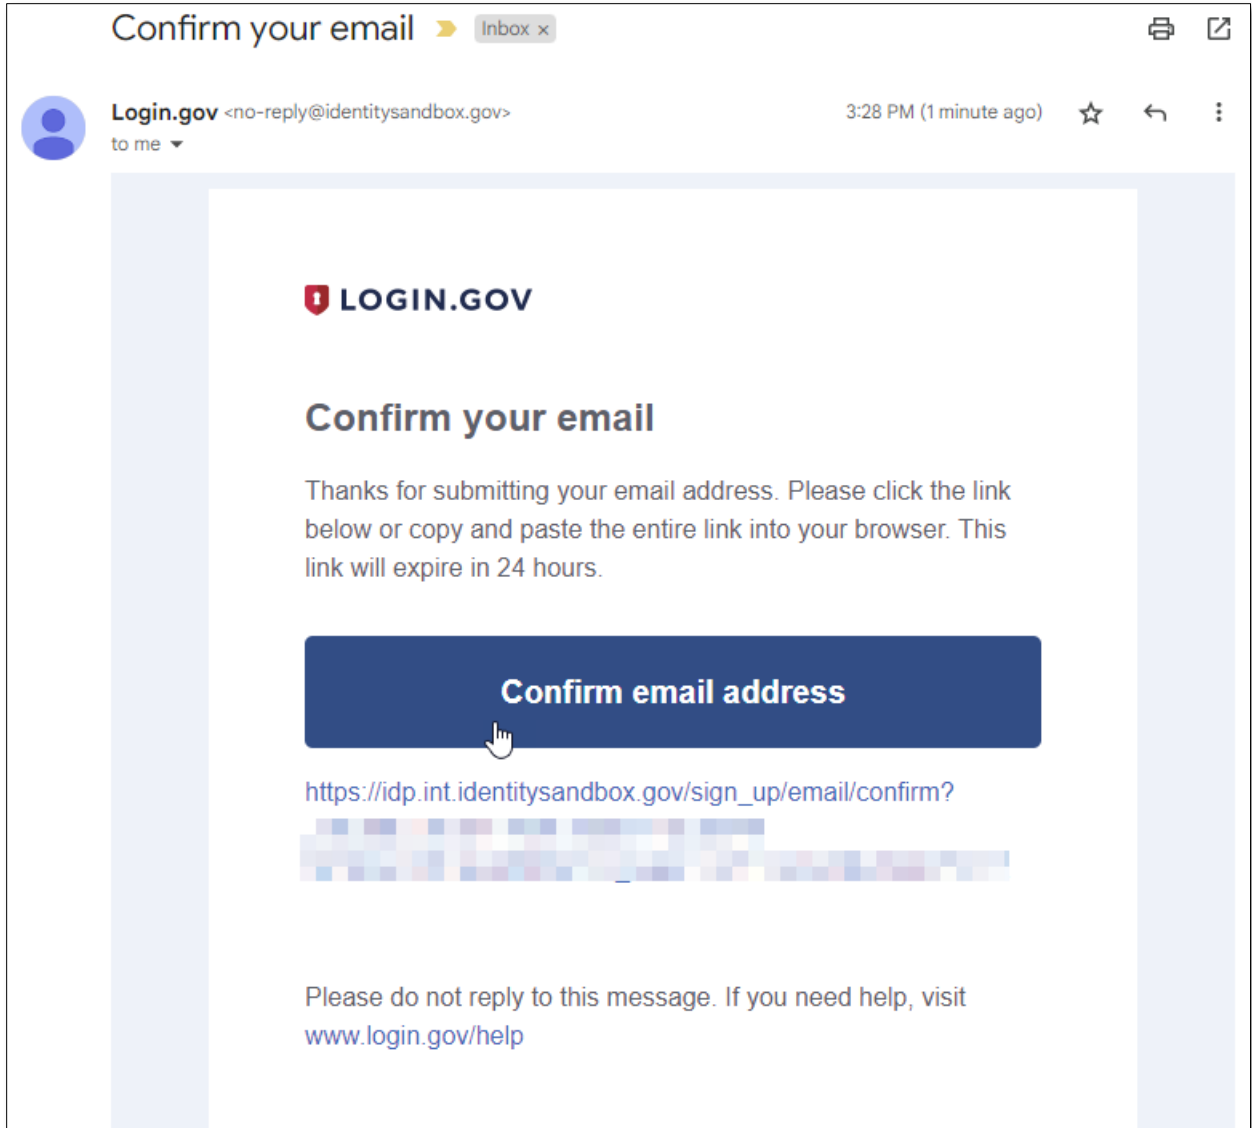 Confirm your email
Inbox ×
Login.gov <no-reply@identitysandbox.gov>
3:28 PM (1 minute ago)
to me
LOGIN.GOV
Confirm your email
Thanks for submitting your email address. Please click the link
below or copy and paste the entire link into your browser. This
link will expire in 24 hours.
Confirm email address
https://idp.int.identitysandbox.gov/sign_up/email/confirm?
Please do not reply to this message. If you need help, visit
www.login.gov/help